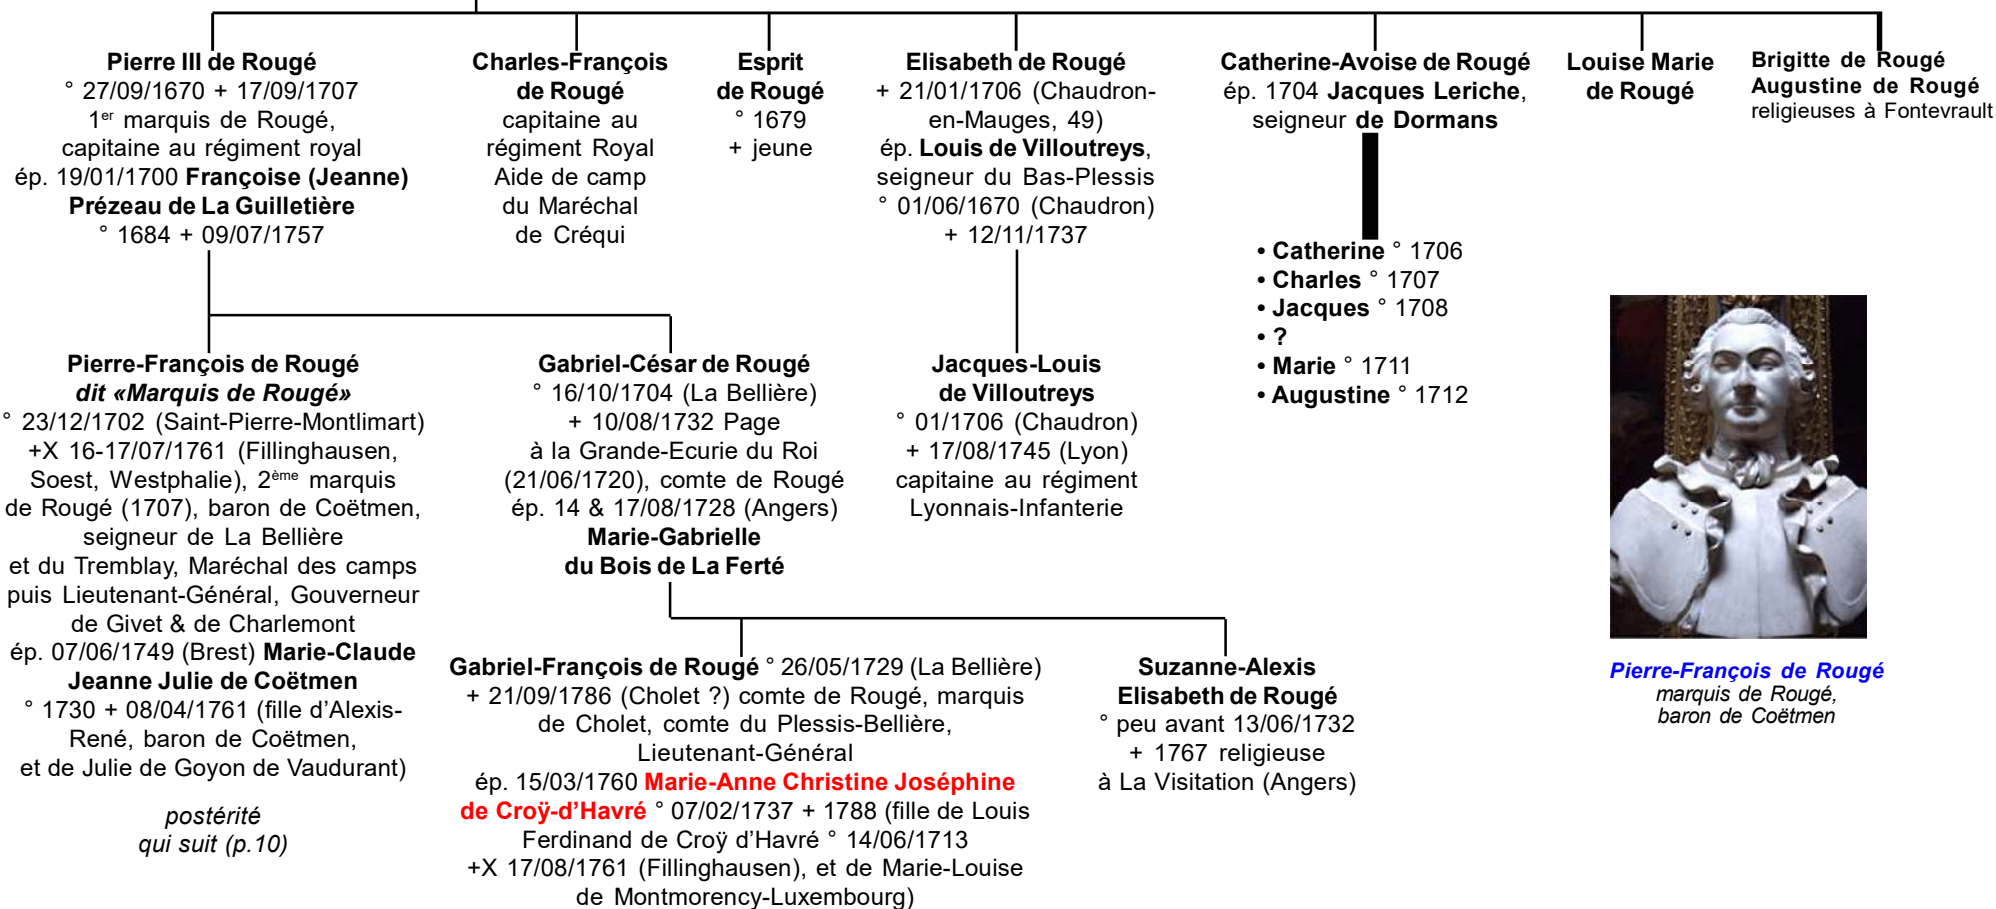 Pierre III de Rougé
° 27/09/1670 + 17/09/1707
1er marquis de Rougé,
capitaine au régiment royal
ép. 19/01/1700 Françoise (Jeanne)
Prézeau de La Guilletière
° 1684 + 09/07/1757
Charles-François
de Rougé
capitaine au
régiment Royal
Aide de camp
du Maréchal
de Créqui
Esprit
de Rougé
° 1679
+ jeune
Elisabeth de Rougé
+ 21/01/1706 (Chaudron-
en-Mauges, 49)
ép. Louis de Villoutreys,
seigneur du Bas-Plessis
° 01/06/1670 (Chaudron)
+ 12/11/1737
Catherine-Avoise de Rougé
ép. 1704 Jacques Leriche,
seigneur de Dormans
• Catherine ° 1706
• Charles ° 1707
• Jacques ° 1708
• ?
• Marie ° 1711
• Augustine ° 1712
Louise Marie
de Rougé
Brigitte de Rougé
Augustine de Rougé
religieuses à Fontevrault
Pierre-François de Rougé
dit «Marquis de Rougé»
° 23/12/1702 (Saint-Pierre-Montlimart)
+X 16-17/07/1761 (Fillinghausen,
Soest, Westphalie), 2ème marquis
de Rougé (1707), baron de Coëtmen,
seigneur de La Bellière
et du Tremblay, Maréchal des camps
puis Lieutenant-Général, Gouverneur
de Givet & de Charlemont
ép. 07/06/1749 (Brest) Marie-Claude
Jeanne Julie de Coëtmen
° 1730 + 08/04/1761 (fille d'Alexis-
René, baron de Coëtmen,
et de Julie de Goyon de Vaudurant)
postérité
qui suit (p.10)
Gabriel-César de Rougé
° 16/10/1704 (La Bellière)
+ 10/08/1732 Page
à la Grande-Ecurie du Roi
(21/06/1720), comte de Rougé
ép. 14 & 17/08/1728 (Angers)
Marie-Gabrielle
du Bois de La Ferté
Jacques-Louis
de Villoutreys
° 01/1706 (Chaudron)
+ 17/08/1745 (Lyon)
capitaine au régiment
Lyonnais-Infanterie
Gabriel-François de Rougé ° 26/05/1729 (La Bellière)
+ 21/09/1786 (Cholet ?) comte de Rougé, marquis
de Cholet, comte du Plessis-Bellière,
Lieutenant-Général
ép. 15/03/1760 Marie-Anne Christine Joséphine
de Croÿ-d'Havré ° 07/02/1737 + 1788 (fille de Louis
Ferdinand de Croÿ d'Havré ° 14/06/1713
+X 17/08/1761 (Fillinghausen), et de Marie-Louise
de Montmorency-Luxembourg)
Suzanne-Alexis
Elisabeth de Rougé
° peu avant 13/06/1732
+ 1767 religieuse
à La Visitation (Angers)
Pierre-François de Rougé
marquis de Rougé,
baron de Coëtmen